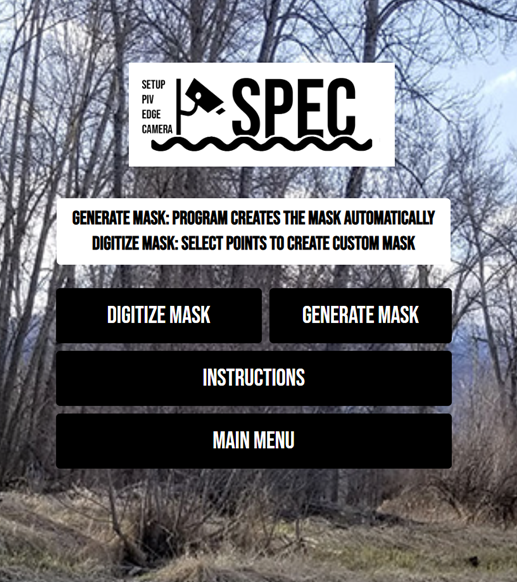 SETUP
PIV
EDGE
CAMERA
SPEC
GENERATE MASK: PROGRAM CREATES THE MASK AUTOMATICALLY
DIGITIZE MASK: SELECT POINTS TO CREATE CUSTOM MASK
DIGITIZE MASK
GENERATE MASK
INSTRUCTIONS
MAIN MENU